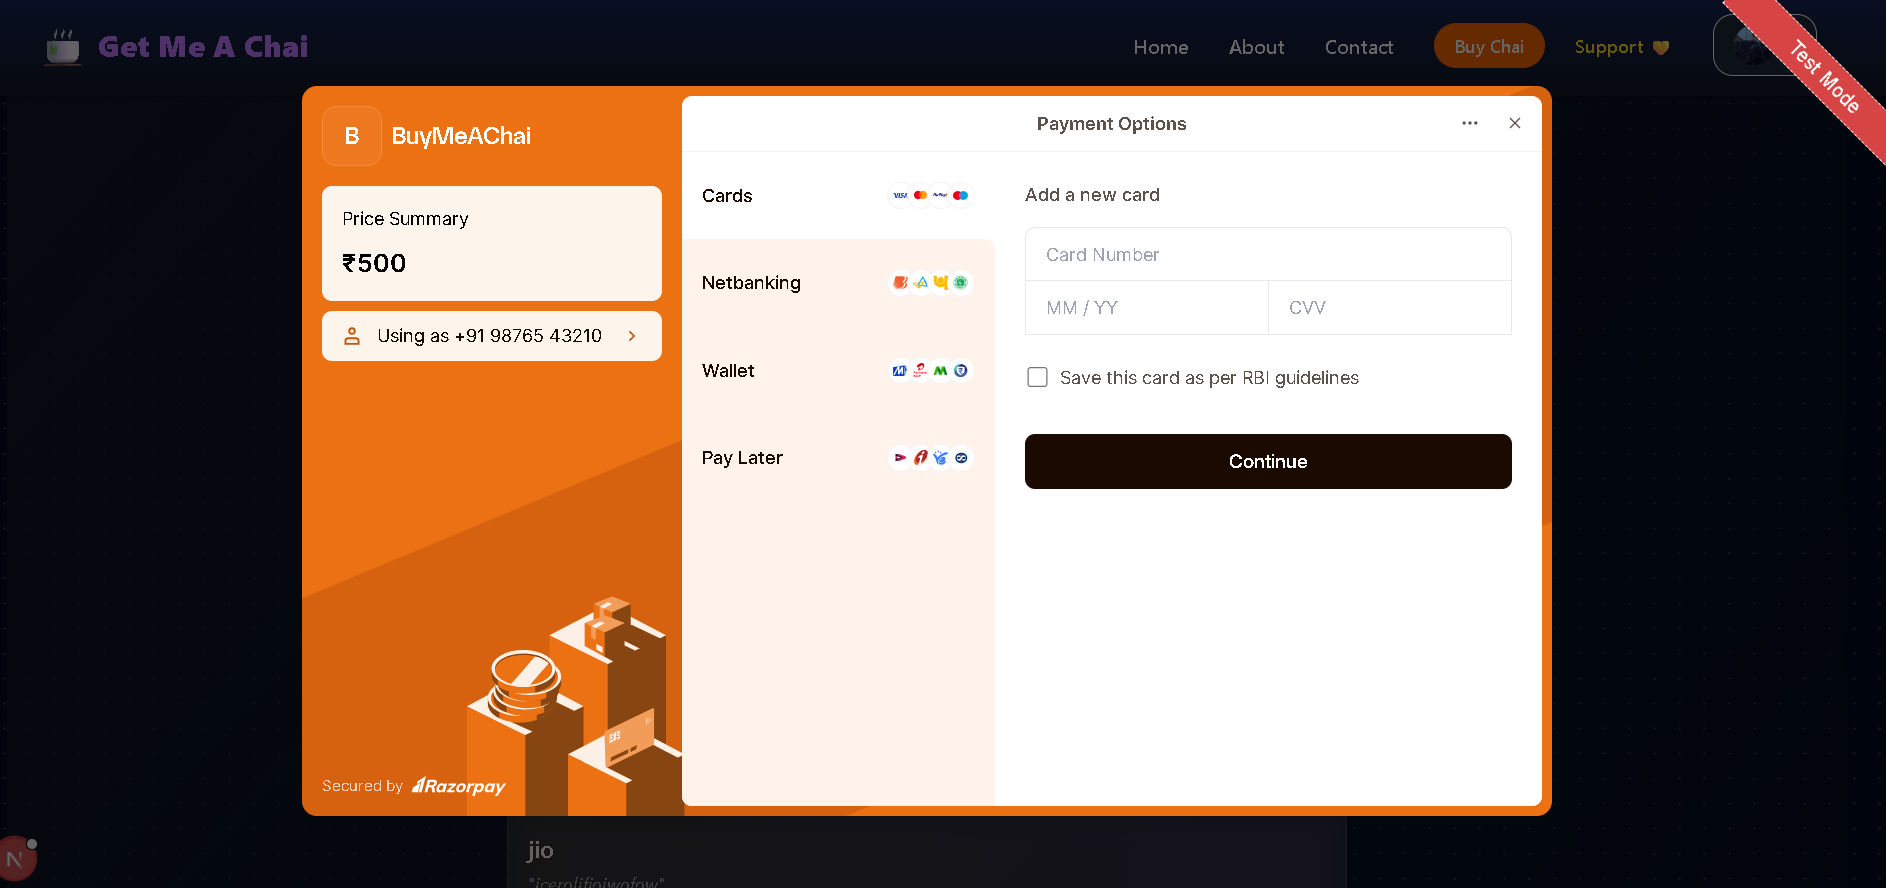 Get Me A Chai
Home
About
Contact
Buy Chai
Support
Test Mode
B
BuyMeAChai
Price Summary
₹500
Using as +91 98765 43210
Secured by Razorpay
Payment Options
Cards
VISA
Netbanking
Wallet
Pay Later
Add a new card
Card Number
MM / YY
CVV
Save this card as per RBI guidelines
Continue
N
jio